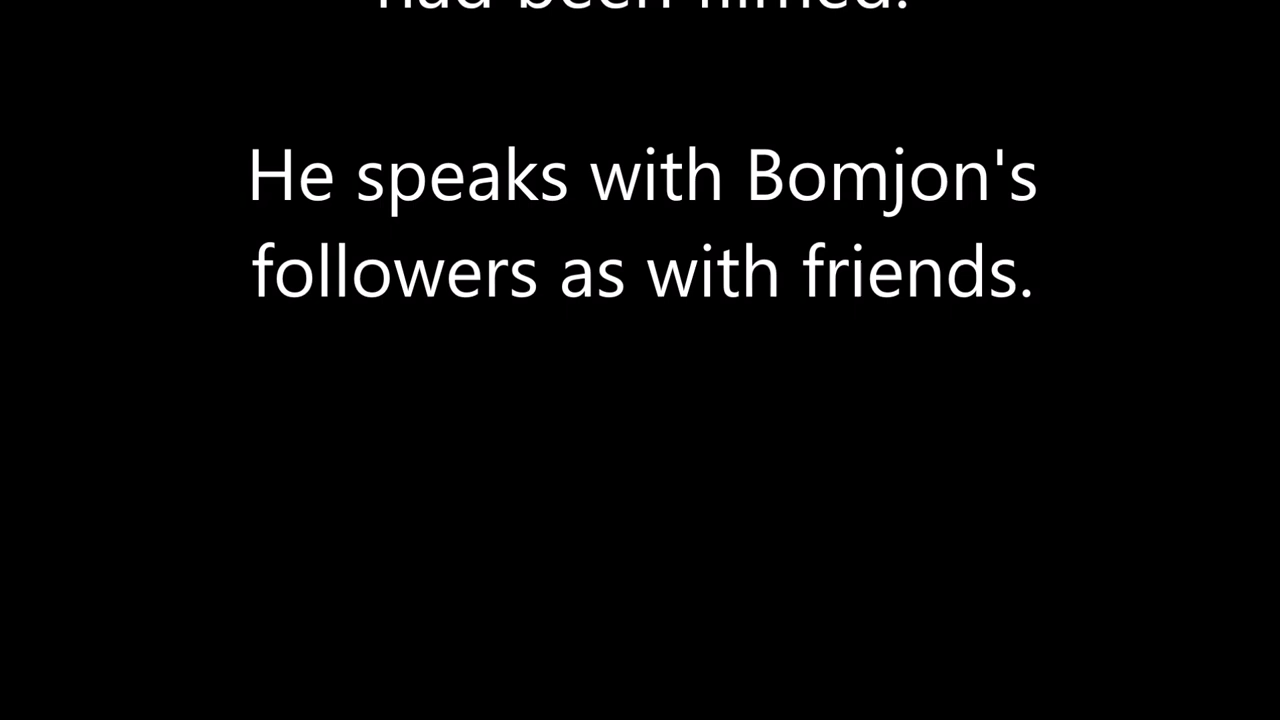 had been filmed.
He speaks with Bomjon's
followers as with friends.